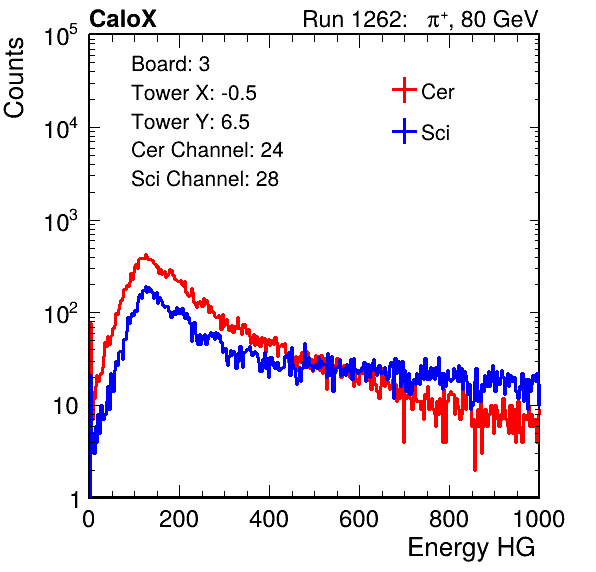 CaloX Run 1262: π⁺, 80 GeV
Counts
Board: 3
Tower X: -0.5
Tower Y: 6.5
Cer Channel: 24
Sci Channel: 28
Cer
Sci
10⁵
10⁴
10³
10²
10
1
0 200 400 600 800 1000
Energy HG